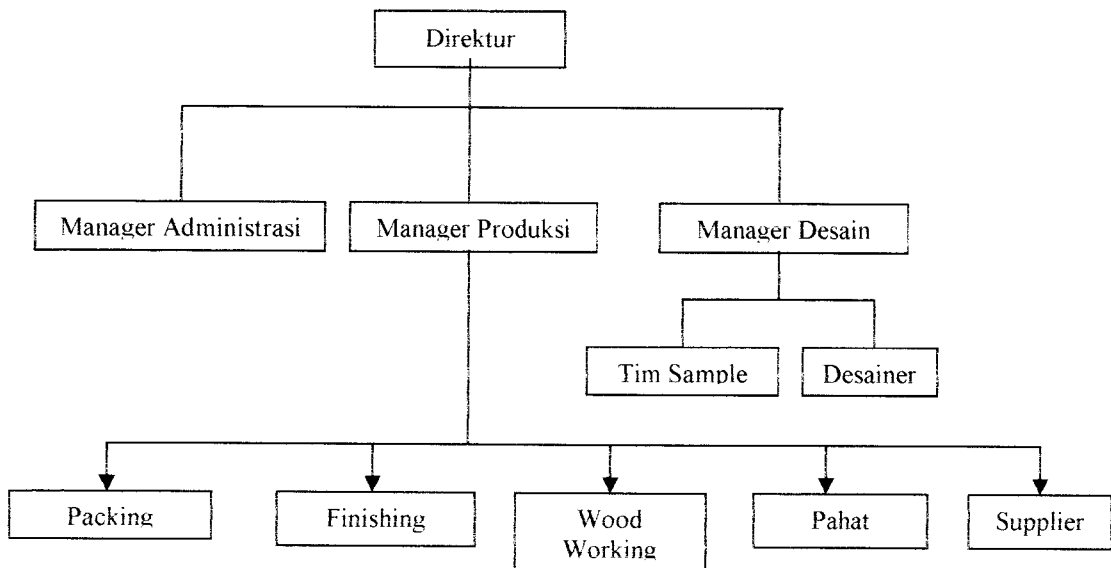 Direktur
Manager Administrasi
Manager Produksi
Manager Desain
Tim Sample
Desainer
Packing
Finishing
Wood
Working
Pahat
Supplier